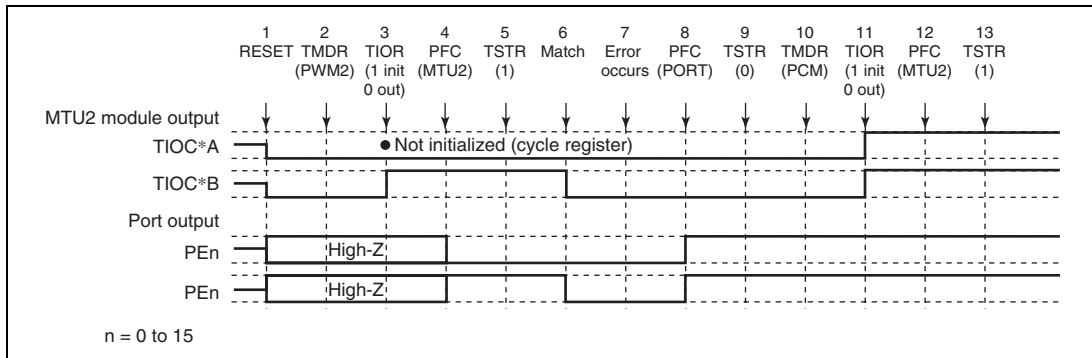 1 2 3 4 5 6 7 8 9 10 11 12 13
RESET TMDR TIOR PFC TSTR Match Error PFC TSTR TMDR TIOR PFC TSTR
(PWM2) (1 init (MTU2) (1) occurs (PORT) (0) (PCM) (1 init (MTU2) (1)
0 out) 0 out)
MTU2 module output
TIOC*A
● Not initialized (cycle register)
TIOC*B
Port output
PEn
High-Z
PEn
High-Z
n = 0 to 15